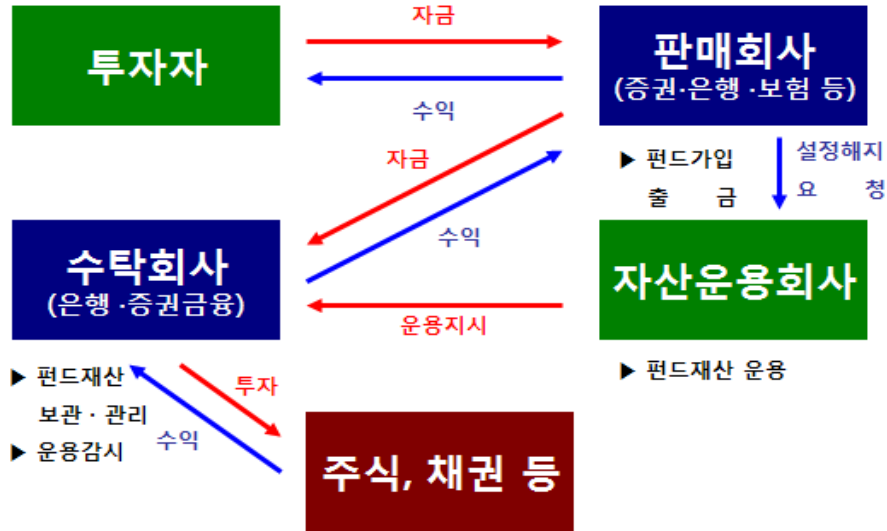 자금
투자자
판매회사
(증권·은행 ·보험 등)
수익
자금
▶ 펀드가입
출 금
설정해지
요 청
수익
수탁회사
(은행 ·증권금융)
자산운용회사
운용지시
▶ 펀드재산
보관 · 관리
▶ 운용감시
투자
수익
▶ 펀드재산 운용
주식, 채권 등